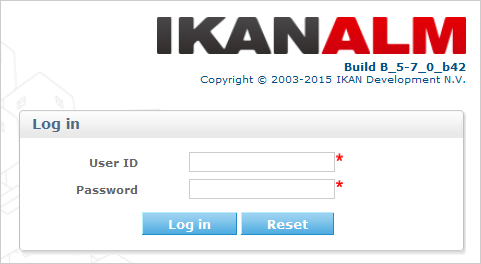 IKANALM
Build B_5-7_0_b42
Copyright © 2003-2015 IKAN Development N.V.
Log in
User ID *
Password *
Log in Reset